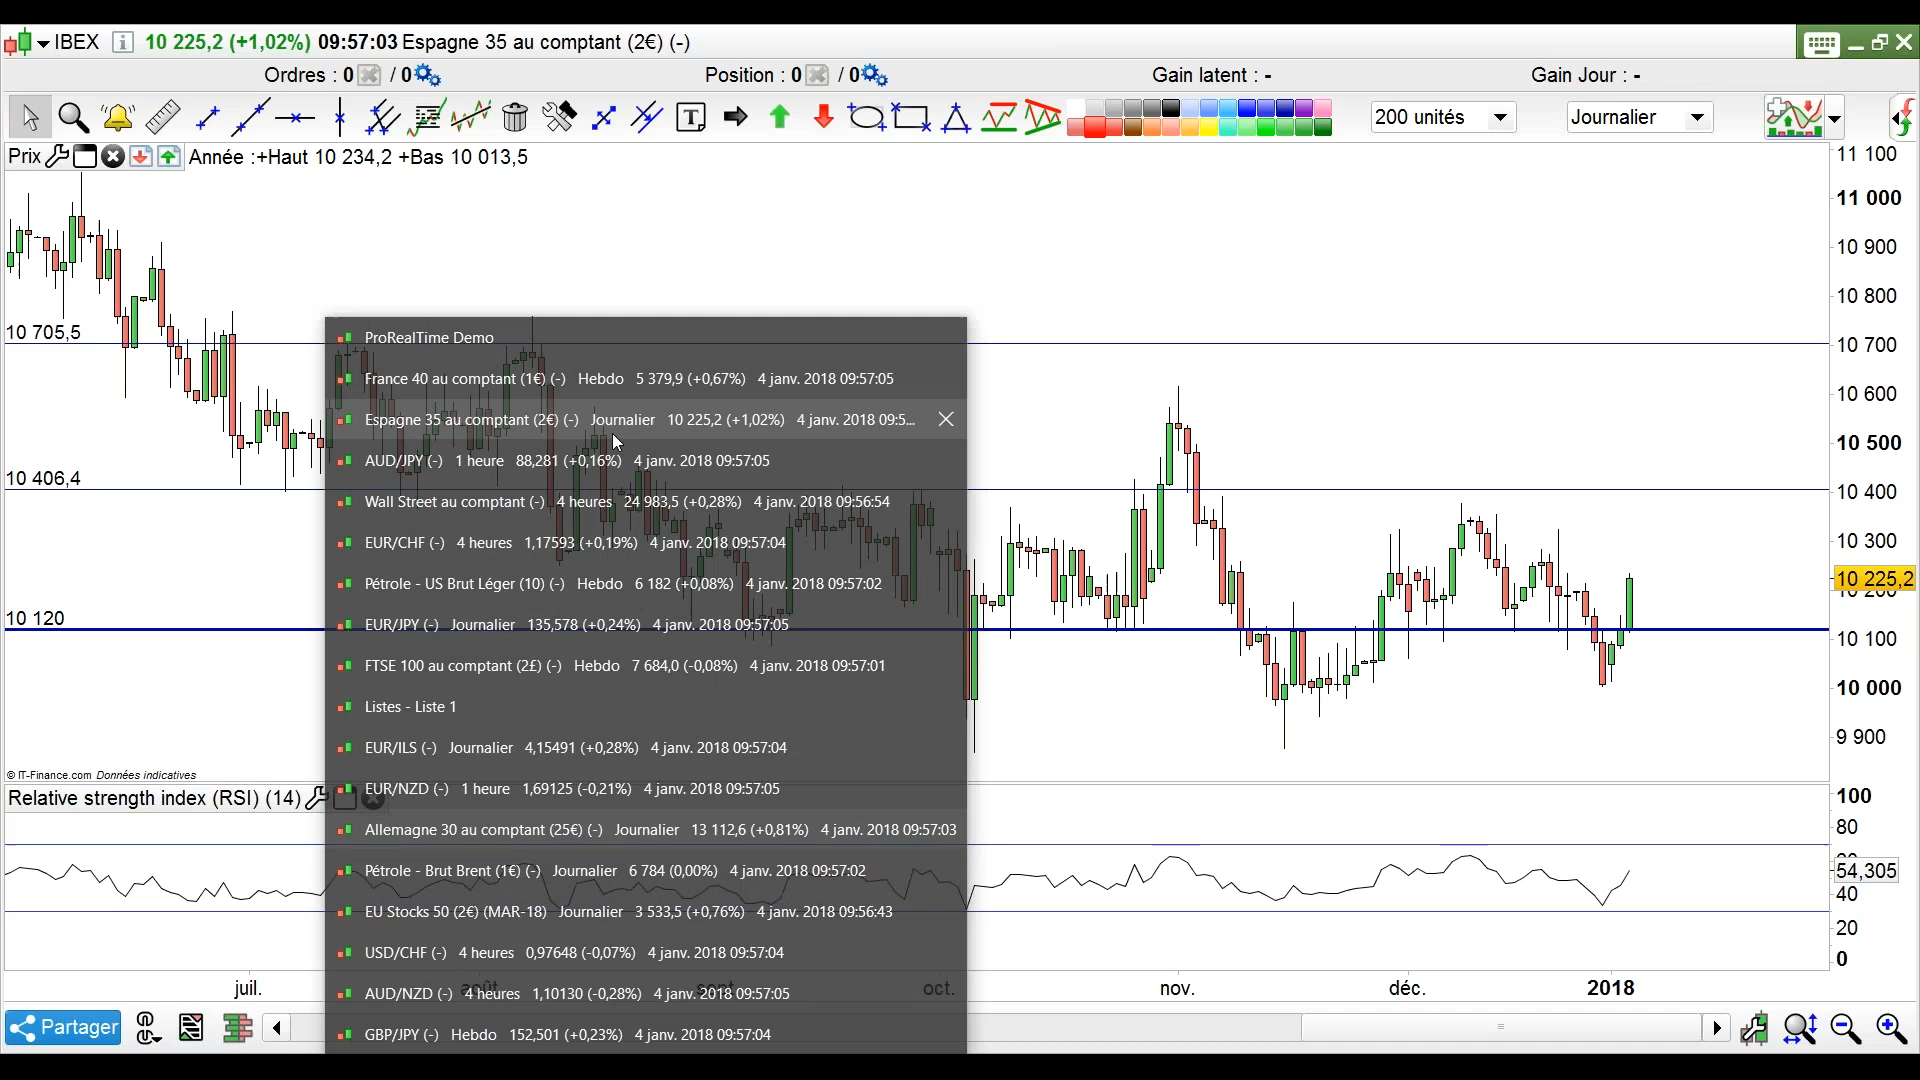 IBEX 10 225,2 (+1,02%) 09:57:03 Espagne 35 au comptant (2€) (-)
Ordres : 0 / 0 Position : 0 / 0 Gain latent : - Gain Jour : -
T 200 unités Journalier
Prix Année :+Haut 10 234,2 +Bas 10 013,5
11 100
11 000
10 900
10 800
10 705,5
10 700
10 600
10 500
10 406,4
10 400
10 300
10 225,2
10 200
10 120
10 100
10 000
9 900
ProRealTime Demo
France 40 au comptant (1€) (-) Hebdo 5 379,9 (+0,67%) 4 janv. 2018 09:57:05
Espagne 35 au comptant (2€) (-) Journalier 10 225,2 (+1,02%) 4 janv. 2018 09:5...
AUD/JPY (-) 1 heure 88,281 (+0,16%) 4 janv. 2018 09:57:05
Wall Street au comptant (-) 4 heures 24 983,5 (+0,28%) 4 janv. 2018 09:56:54
EUR/CHF (-) 4 heures 1,17593 (+0,19%) 4 janv. 2018 09:57:04
Pétrole - US Brut Léger (10) (-) Hebdo 6 182 (+0,08%) 4 janv. 2018 09:57:02
EUR/JPY (-) Journalier 135,578 (+0,24%) 4 janv. 2018 09:57:05
FTSE 100 au comptant (2£) (-) Hebdo 7 684,0 (-0,08%) 4 janv. 2018 09:57:01
Listes - Liste 1
EUR/ILS (-) Journalier 4,15491 (+0,28%) 4 janv. 2018 09:57:04
EUR/NZD (-) 1 heure 1,69125 (-0,21%) 4 janv. 2018 09:57:05
Allemagne 30 au comptant (25€) (-) Journalier 13 112,6 (+0,81%) 4 janv. 2018 09:57:03
Pétrole - Brut Brent (1€) (-) Journalier 6 784 (0,00%) 4 janv. 2018 09:57:02
EU Stocks 50 (2€) (MAR-18) Journalier 3 533,5 (+0,76%) 4 janv. 2018 09:56:43
USD/CHF (-) 4 heures 0,97648 (-0,07%) 4 janv. 2018 09:57:04
AUD/NZD (-) 4 heures 1,10130 (-0,28%) 4 janv. 2018 09:57:05
GBP/JPY (-) Hebdo 152,501 (+0,23%) 4 janv. 2018 09:57:04
© IT-Finance.com Données indicatives
Relative strength index (RSI) (14)
100
80
54,305
40
20
0
juil. août sept. oct. nov. déc. 2018
Partager